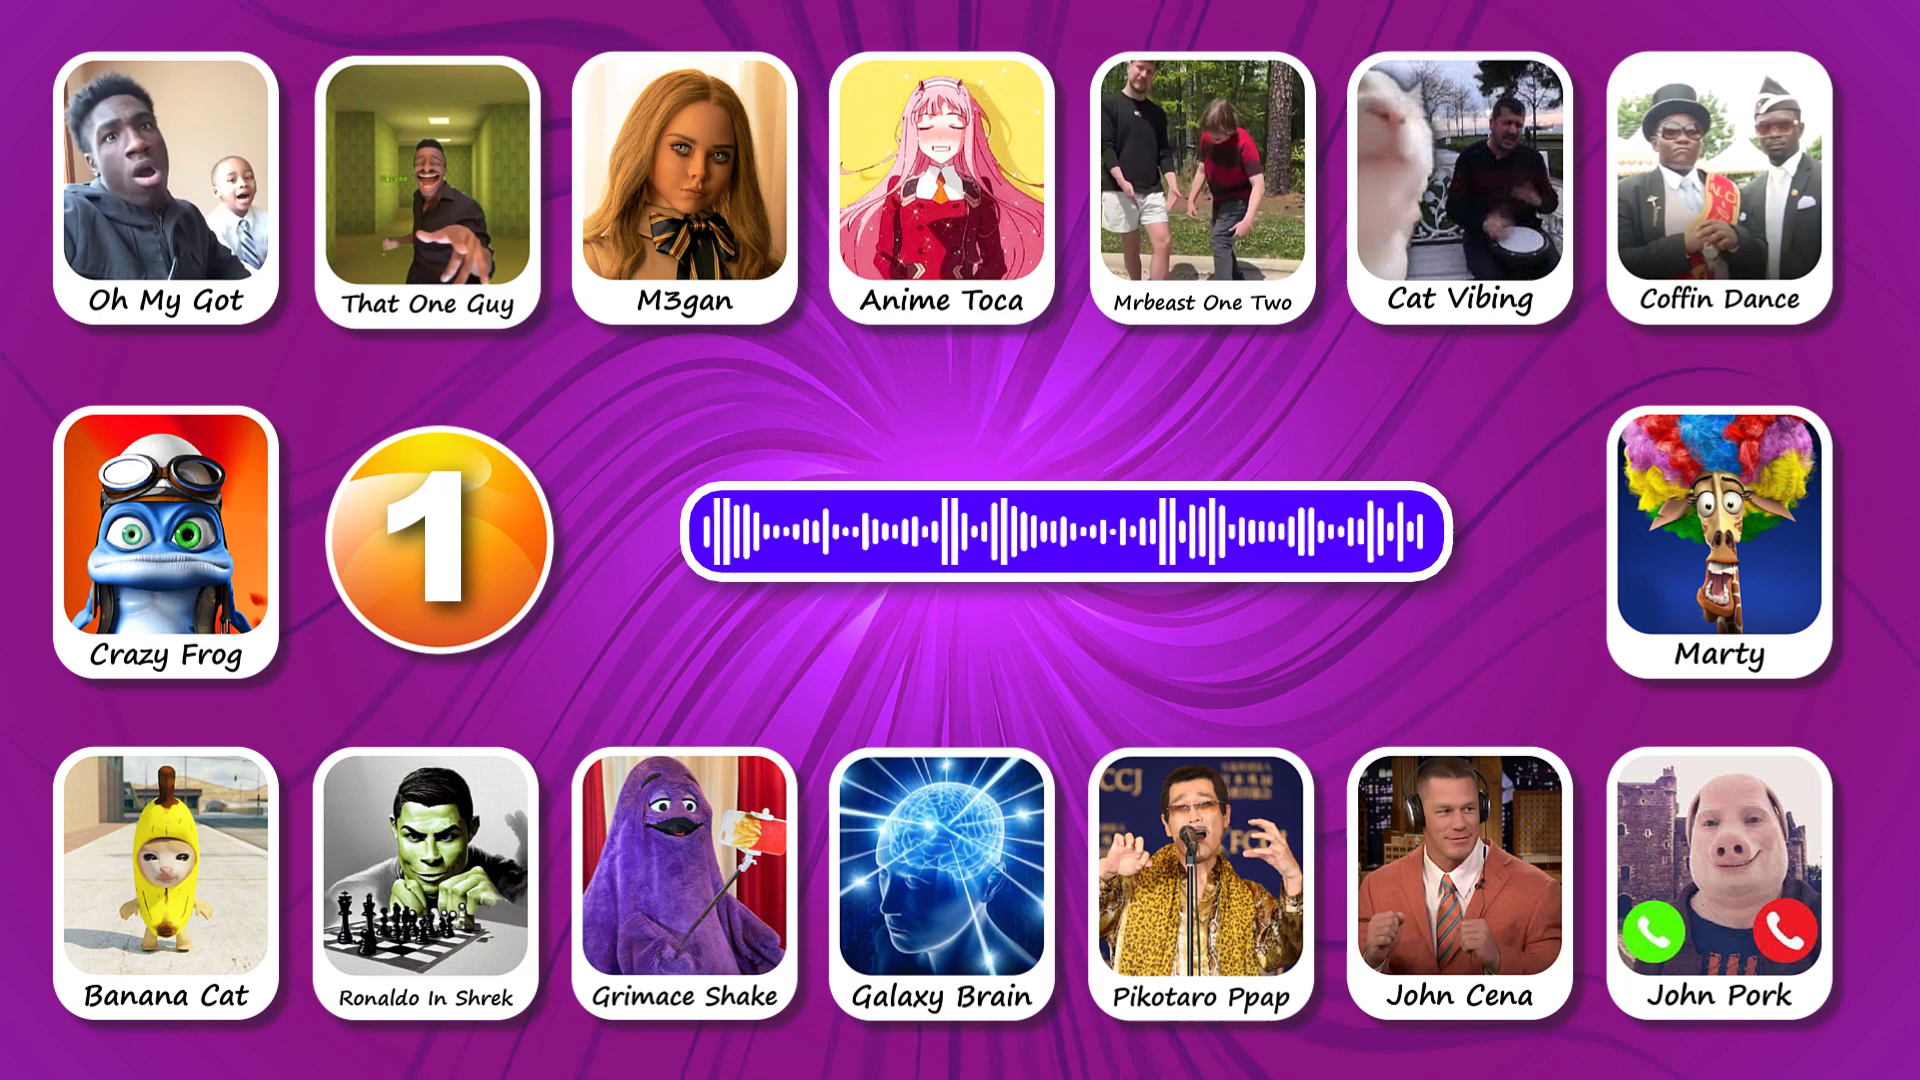 Oh My Got
That One Guy
M3gan
Anime Toca
Mrbeast One Two
Cat Vibing
Coffin Dance
Crazy Frog
1
Marty
Banana Cat
Ronaldo In Shrek
Grimace Shake
Galaxy Brain
CCJ
Pikotaro Ppap
John Cena
John Pork